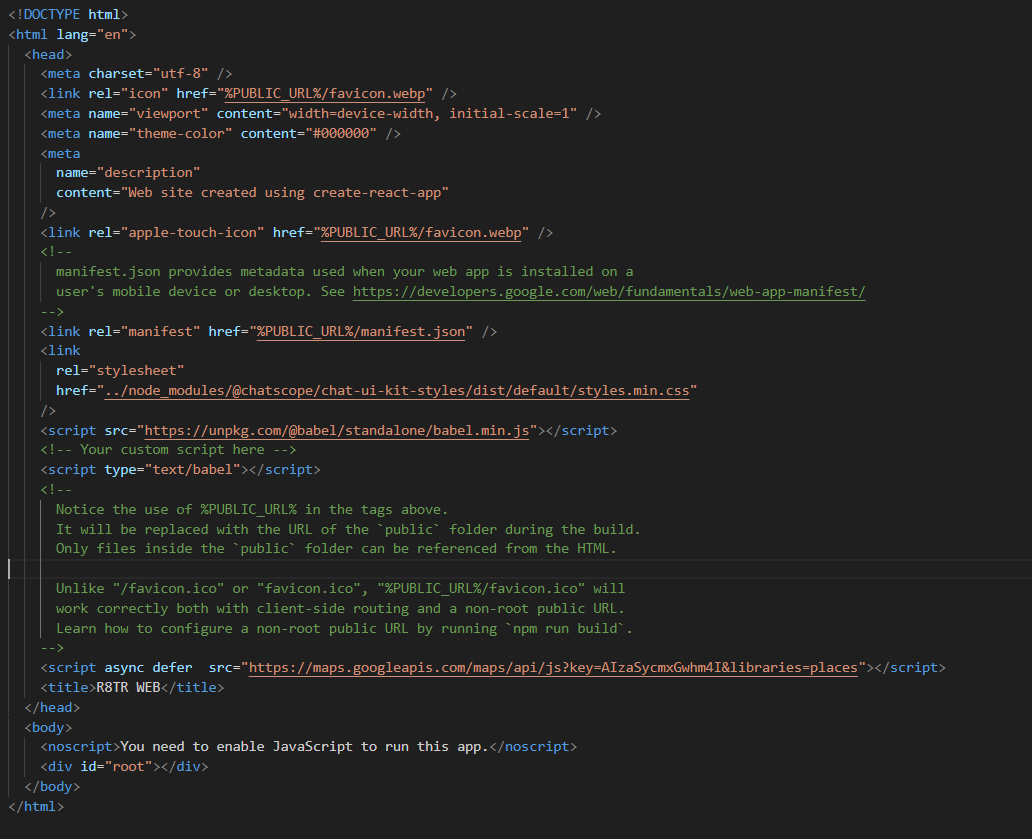 <!DOCTYPE html>
<html lang="en">
  <head>
    <meta charset="utf-8" />
    <link rel="icon" href="%PUBLIC_URL%/favicon.webp" />
    <meta name="viewport" content="width=device-width, initial-scale=1" />
    <meta name="theme-color" content="#000000" />
    <meta
      name="description"
      content="Web site created using create-react-app"
    />
    <link rel="apple-touch-icon" href="%PUBLIC_URL%/favicon.webp" />
    <!--
      manifest.json provides metadata used when your web app is installed on a
      user's mobile device or desktop. See https://developers.google.com/web/fundamentals/web-app-manifest/
    -->
    <link rel="manifest" href="%PUBLIC_URL%/manifest.json" />
    <link
      rel="stylesheet"
      href="../node_modules/@chatscope/chat-ui-kit-styles/dist/default/styles.min.css"
    />
    <script src="https://unpkg.com/@babel/standalone/babel.min.js"></script>
    <!-- Your custom script here -->
    <script type="text/babel"></script>
    <!--
      Notice the use of %PUBLIC_URL% in the tags above.
      It will be replaced with the URL of the `public` folder during the build.
      Only files inside the `public` folder can be referenced from the HTML.

      Unlike "/favicon.ico" or "favicon.ico", "%PUBLIC_URL%/favicon.ico" will
      work correctly both with client-side routing and a non-root public URL.
      Learn how to configure a non-root public URL by running `npm run build`.
    -->
    <script async defer  src="https://maps.googleapis.com/maps/api/js?key=AIzaSycmxGwhm4I&libraries=places"></script>
    <title>R8TR WEB</title>
  </head>
  <body>
    <noscript>You need to enable JavaScript to run this app.</noscript>
    <div id="root"></div>
  </body>
</html>